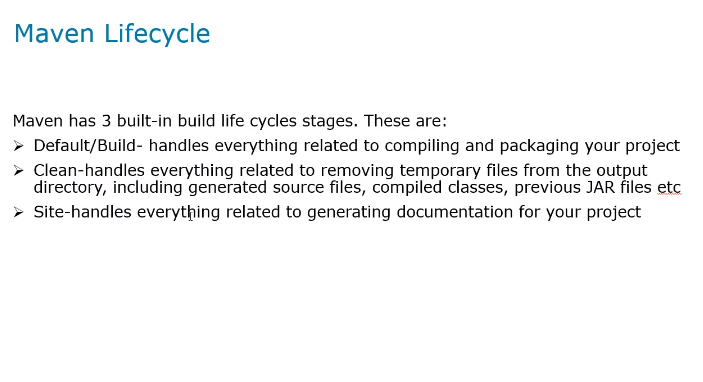 Maven Lifecycle
Maven has 3 built-in build life cycles stages. These are:
➢ Default/Build- handles everything related to compiling and packaging your project
➢ Clean-handles everything related to removing temporary files from the output
directory, including generated source files, compiled classes, previous JAR files etc
➢ Site-handles everything related to generating documentation for your project